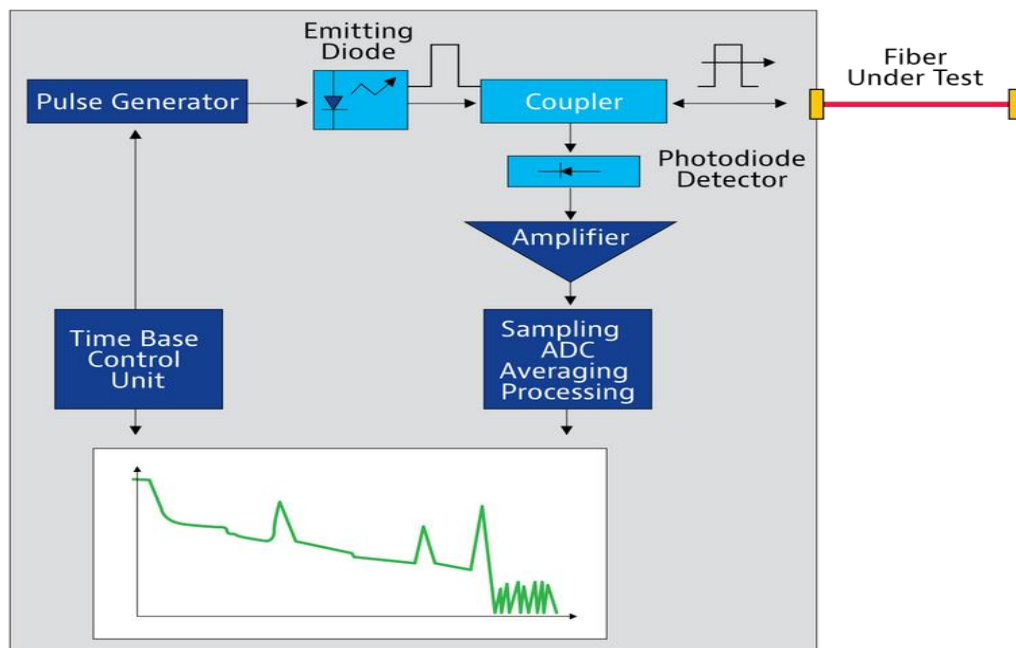 Emitting
Diode
Pulse Generator
Coupler
Fiber
Under Test
Photodiode
Detector
Amplifier
Time Base
Control
Unit
Sampling
ADC
Averaging
Processing